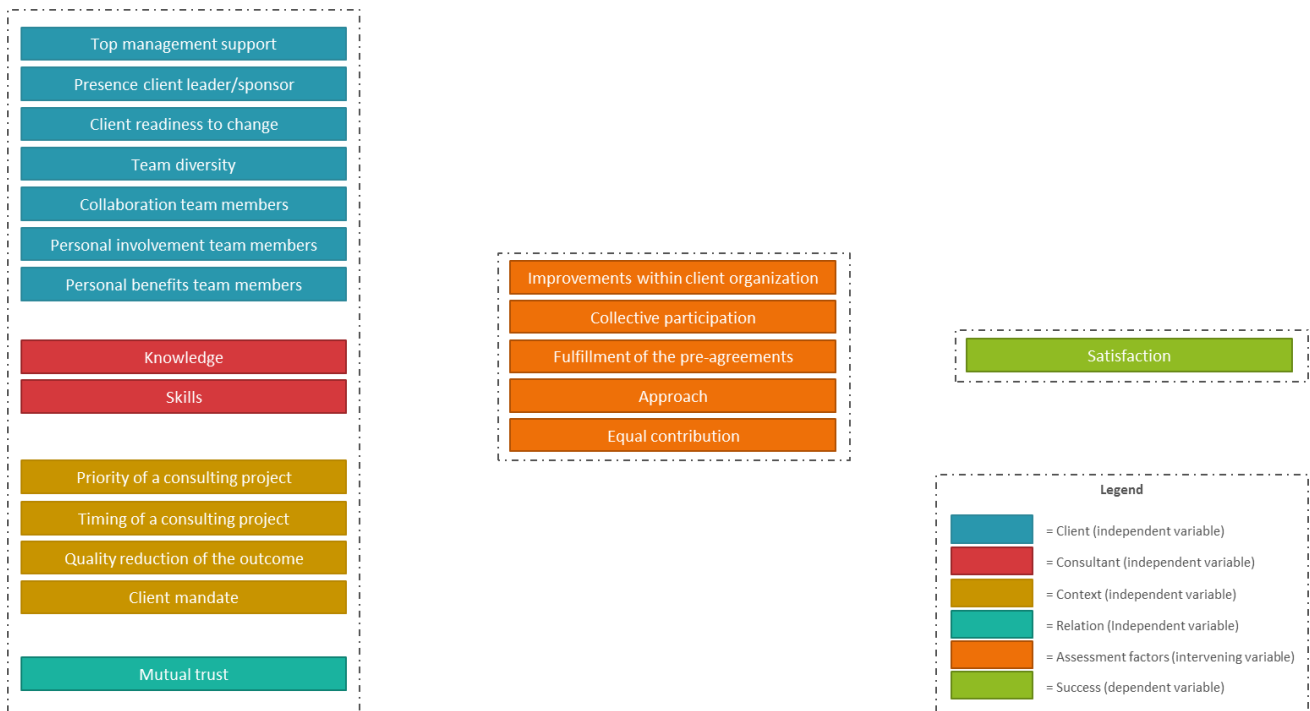 Top management support
Presence client leader/sponsor
Client readiness to change
Team diversity
Collaboration team members
Personal involvement team members
Personal benefits team members
Knowledge
Skills
Priority of a consulting project
Timing of a consulting project
Quality reduction of the outcome
Client mandate
Mutual trust
Improvements within client organization
Collective participation
Fulfillment of the pre-agreements
Approach
Equal contribution
Satisfaction
Legend
= Client (independent variable)
= Consultant (independent variable)
= Context (independent variable)
= Relation (Independent variable)
= Assessment factors (intervening variable)
= Success (dependent variable)